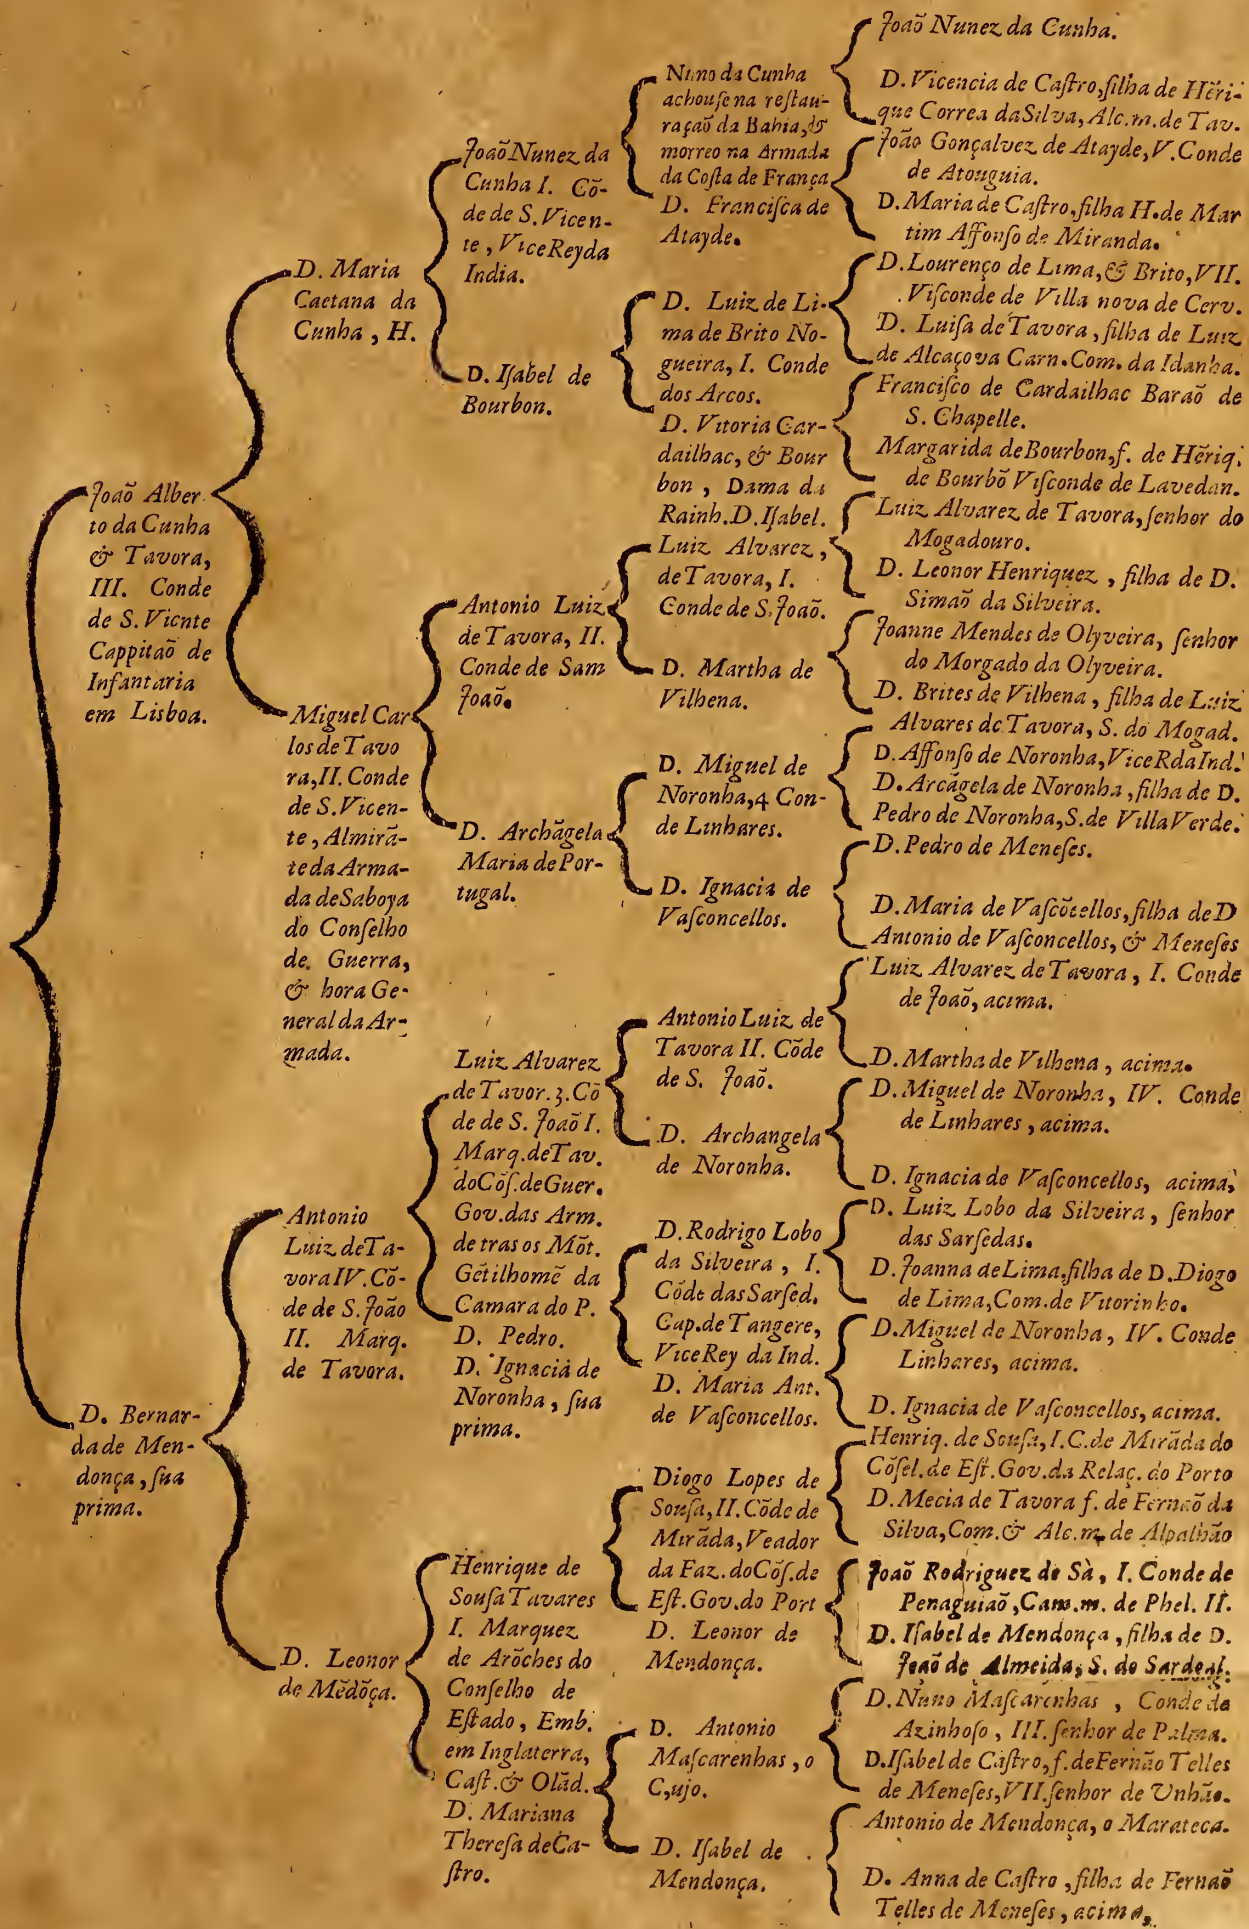 João Alber-
to da Cunha
& Tavora,
III. Conde
de S. Vicnte
Cappitaõ de
Infantaria
em Lisboa.
D. Bernar-
da de Men-
donça, ſua
prima.
D. Maria
Caetana da
Cunha, H.
Miguel Car
los de Tavo
ra, II. Conde
de S. Vicen-
te, Almirã-
te da Arma-
da de Saboya
do Conſelho
de Guerra,
& hora Ge-
neral da Ar-
mada.
Antonio
Luiz de Ta-
vora IV. Cõ-
de de S. João
II. Marq.
de Tavora.
D. Leonor
de Mẽdõça.
Joaõ Nunez da
Cunha I. Cõ-
de de S. Vicen-
te, Vice Rey da
India.
D. Iſabel de
Bourbon.
Antonio Luiz
de Tavora, II.
Conde de Sam
Joaõ.
D. Archãgela
Maria de Por-
tugal.
Luiz Alvarez
de Tavor. 3. Cõ
de de S. Joaõ I.
Marq. de Tav.
do Cõſ. de Guer.
Gov. das Arm.
de tras os Mõt.
Gẽtilhomẽ da
Camara do P.
D. Pedro.
D. Ignacia de
Noronha, ſua
prima.
Henrique de
Souſa Tavares
I. Marquez
de Arõches do
Conſelho de
Eſtado, Emb.
em Inglaterra,
Caſt. & Olãd.
D. Mariana
Thereſa de Ca-
ſtro.
Nuno da Cunha
achouſe na reſtau-
raçaõ da Bahia, &
morreo na Armada
da Coſta de França
D. Franciſca de
Atayde.
D. Luiz de Li-
ma de Brito No-
gueira, I. Conde
dos Arcos.
D. Vitoria Car-
dailhac, & Bour
bon, Dama da
Rainh. D. Iſabel.
Luiz Alvarez,
de Tavora, I.
Conde de S. Joaõ.
D. Martha de
Vilhena.
D. Miguel de
Noronha, 4 Con-
de Linhares.
D. Ignacia de
Vaſconcellos.
Antonio Luiz de
Tavora II. Cõde
de S. Joaõ.
D. Archangela
de Noronha.
D. Rodrigo Lobo
da Silveira, I.
Cõde das Sarſed.
Cap. de Tangere,
Vice Rey da Ind.
D. Maria Ant.
de Vaſconcellos.
Diogo Lopes de
Souſa, II. Cõde de
Mirãda, Veador
da Faz. do Cõſ. de
Eſt. Gov. do Port
D. Leonor de
Mendonça.
D. Antonio
Maſcarenhas, o
C,ujo.
D. Iſabel de
Mendonça.
Joaõ Nunez da Cunha.
D. Vicencia de Caſtro, filha de Hẽri-
que Correa da Silva, Alc. m. de Tav.
João Gonçalvez de Atayde, V. Conde
de Atouguia.
D. Maria de Caſtro, filha H. de Mar
tim Affonſo de Miranda.
D. Lourenço de Lima, & Brito, VII.
Viſconde de Villa nova de Cerv.
D. Luiſa de Tavora, filha de Luiz
de Alcaçova Carn. Com. da Idanha.
Franciſco de Cardailhac Baraõ de
S. Chapelle.
Margarida de Bourbon, f. de Hẽriq.
de Bourbõ Viſconde de Lavedan.
Luiz Alvarez de Tavora, ſenhor do
Mogadouro.
D. Leonor Henriquez, filha de D.
Simaõ da Silveira.
Joanne Mendes de Olyveira, ſenhor
do Morgado da Olyveira.
D. Brites de Vilhena, filha de Luiz
Alvares de Tavora, S. do Mogad.
D. Affonſo de Noronha, Vice R da Ind.
D. Arcãgela de Noronha, filha de D.
Pedro de Noronha, S. de Villa Verde.
D. Pedro de Meneſes.
D. Maria de Vaſcõcellos, filha de D
Antonio de Vaſconcellos, & Meneſes
Luiz Alvarez de Tavora, I. Conde
de Joaõ, acima.
D. Martha de Vilhena, acima.
D. Miguel de Noronha, IV. Conde
de Linhares, acima.
D. Ignacia de Vaſconcellos, acima.
D. Luiz Lobo da Silveira, ſenhor
das Sarſedas.
D. Joanna de Lima, filha de D. Diogo
de Lima, Com. de Vitorinho.
D. Miguel de Noronha, IV. Conde
Linhares, acima.
D. Ignacia de Vaſconcellos, acima.
Henriq. de Souſa, I. C. de Mirãda do
Cõſel. de Eſt. Gov. da Relaç. do Porto
D. Mecia de Tavora f. de Fernaõ da
Silva, Com. & Alc. m. de Alpalhão
Joaõ Rodriguez de Sà, I. Conde de
Penaguiaõ, Cam. m. de Phel. II.
D. Iſabel de Mendonça, filha de D.
Joaõ de Almeida, S. do Sardoal.
D. Nuno Maſcarenhas, Conde da
Azinhoſo, III. ſenhor de Palma.
D. Iſabel de Caſtro, f. de Fernão Telles
de Meneſes, VII. ſenhor de Unhão.
Antonio de Mendonça, o Marateca.
D. Anna de Caſtro, filha de Fernaõ
Telles de Meneſes, acima,